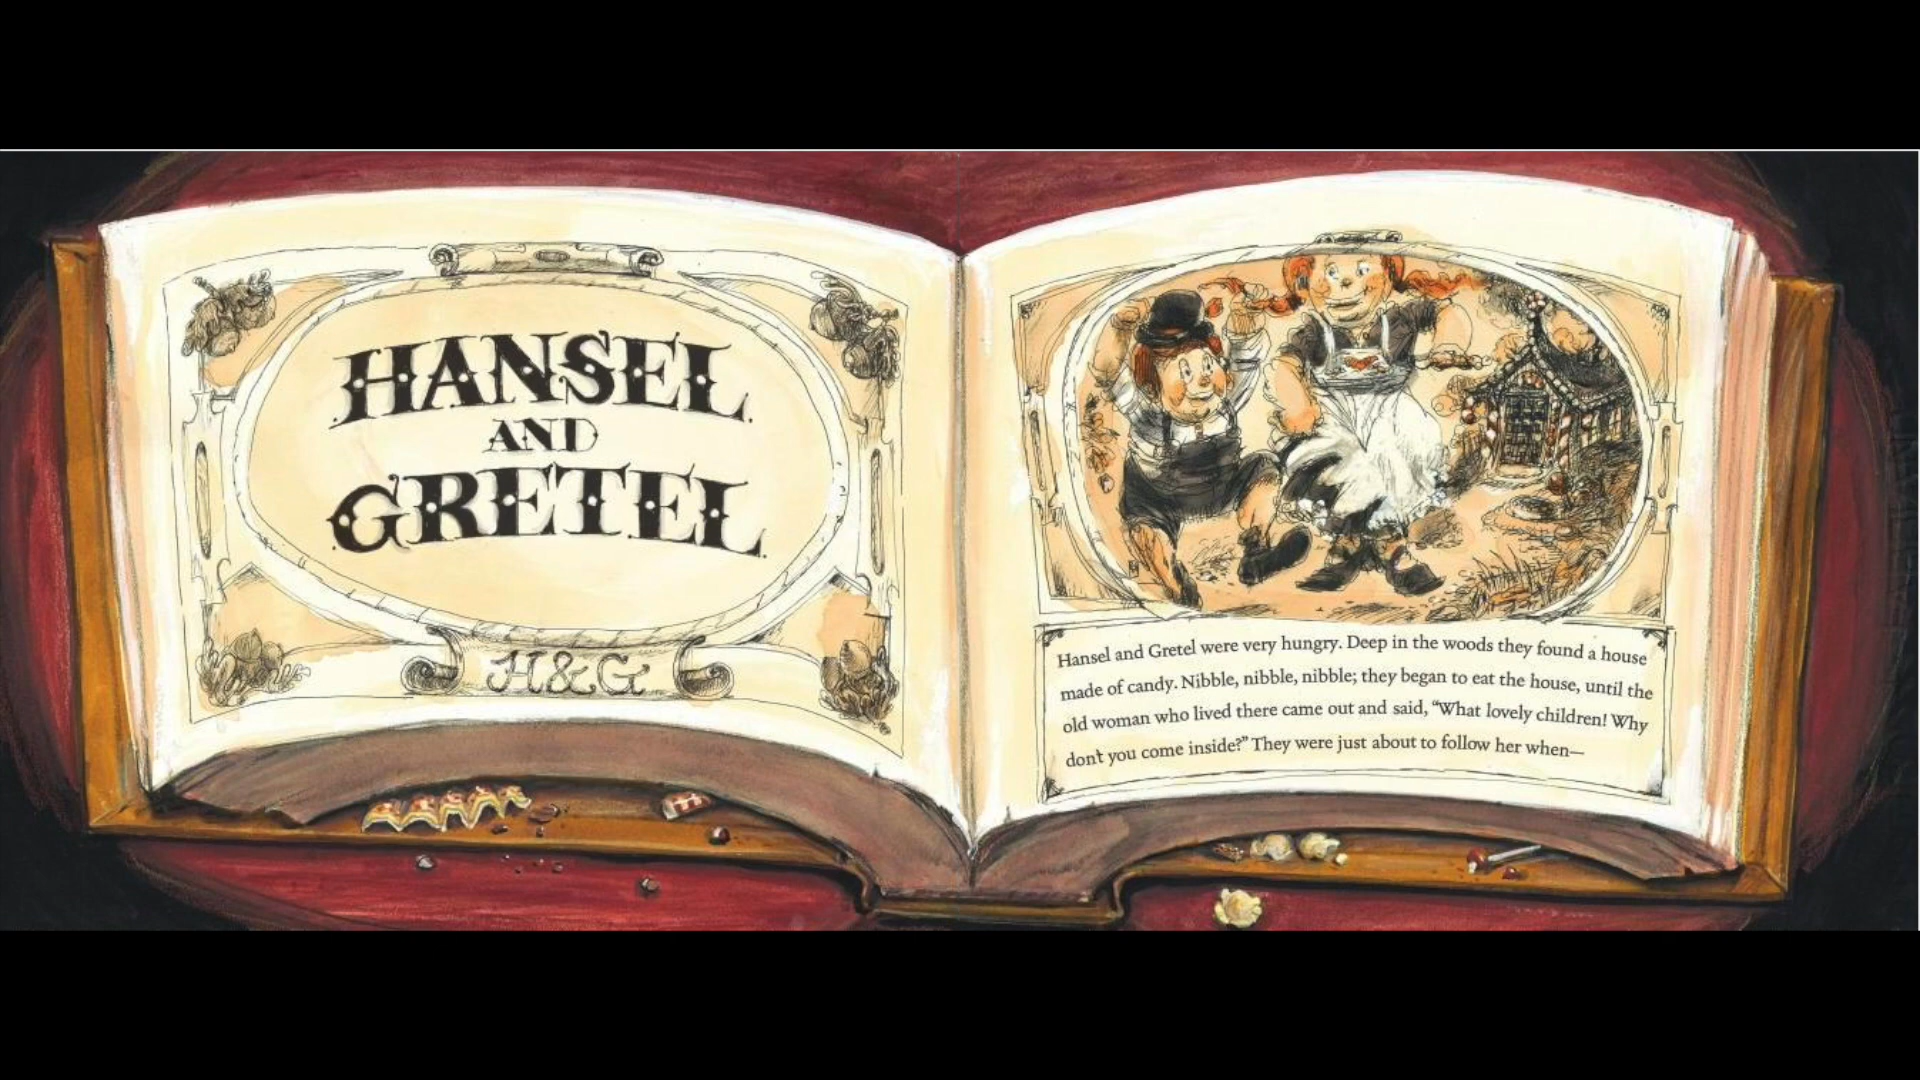 HANSEL
AND
GRETEL
H&G
Hansel and Gretel were very hungry. Deep in the woods they found a house
made of candy. Nibble, nibble, nibble; they began to eat the house, until the
old woman who lived there came out and said, “What lovely children! Why
don't you come inside?” They were just about to follow her when—